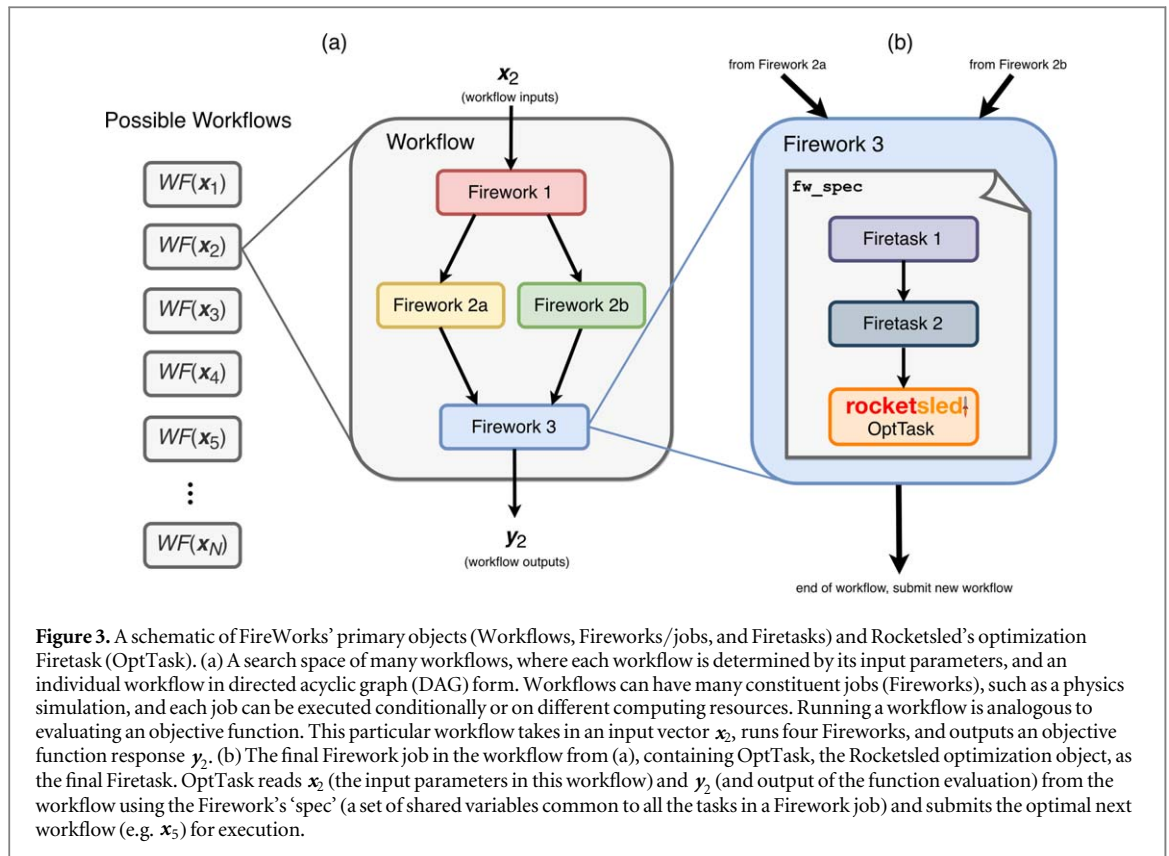 (a)
(b)
Possible Workflows
WF(x1)
WF(x2)
WF(x3)
WF(x4)
WF(x5)
WF(xN)
x2
(workflow inputs)
Workflow
Firework 1
Firework 2a
Firework 2b
Firework 3
y2
(workflow outputs)
from Firework 2a
from Firework 2b
Firework 3
fw_spec
Firetask 1
Firetask 2
rocketsled
OptTask
end of workflow, submit new workflow
Figure 3. A schematic of FireWorks' primary objects (Workflows, Fireworks/jobs, and Firetasks) and Rocketsled's optimization
Firetask (OptTask). (a) A search space of many workflows, where each workflow is determined by its input parameters, and an
individual workflow in directed acyclic graph (DAG) form. Workflows can have many constituent jobs (Fireworks), such as a physics
simulation, and each job can be executed conditionally or on different computing resources. Running a workflow is analogous to
evaluating an objective function. This particular workflow takes in an input vector x2, runs four Fireworks, and outputs an objective
function response y2. (b) The final Firework job in the workflow from (a), containing OptTask, the Rocketsled optimization object, as
the final Firetask. OptTask reads x2 (the input parameters in this workflow) and y2 (and output of the function evaluation) from the
workflow using the Firework's 'spec' (a set of shared variables common to all the tasks in a Firework job) and submits the optimal next
workflow (e.g. x5) for execution.